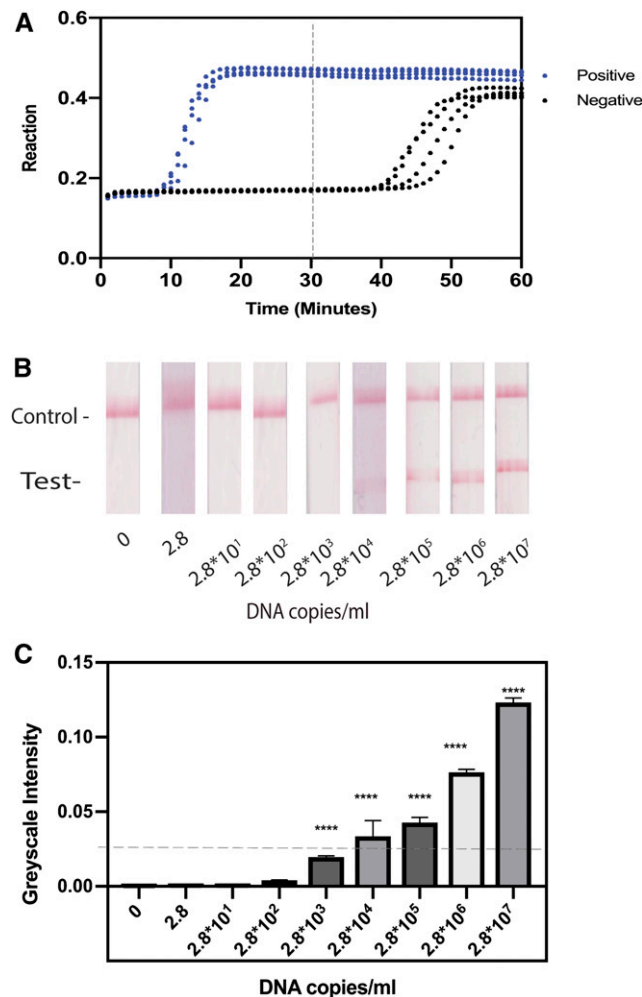 A
0.6
0.4
0.2
0.0
Reaction
0 10 20 30 40 50 60
Time (Minutes)
Positive
Negative
B
Control -
Test-
0 2.8 2.8*10¹ 2.8*10² 2.8*10³ 2.8*10⁴ 2.8*10⁵ 2.8*10⁶ 2.8*10⁷
DNA copies/ml
C
0.15
0.10
0.05
0.00
Greyscale Intensity
**** **** **** **** ****
0 2.8 2.8*10¹ 2.8*10² 2.8*10³ 2.8*10⁴ 2.8*10⁵ 2.8*10⁶ 2.8*10⁷
DNA copies/ml